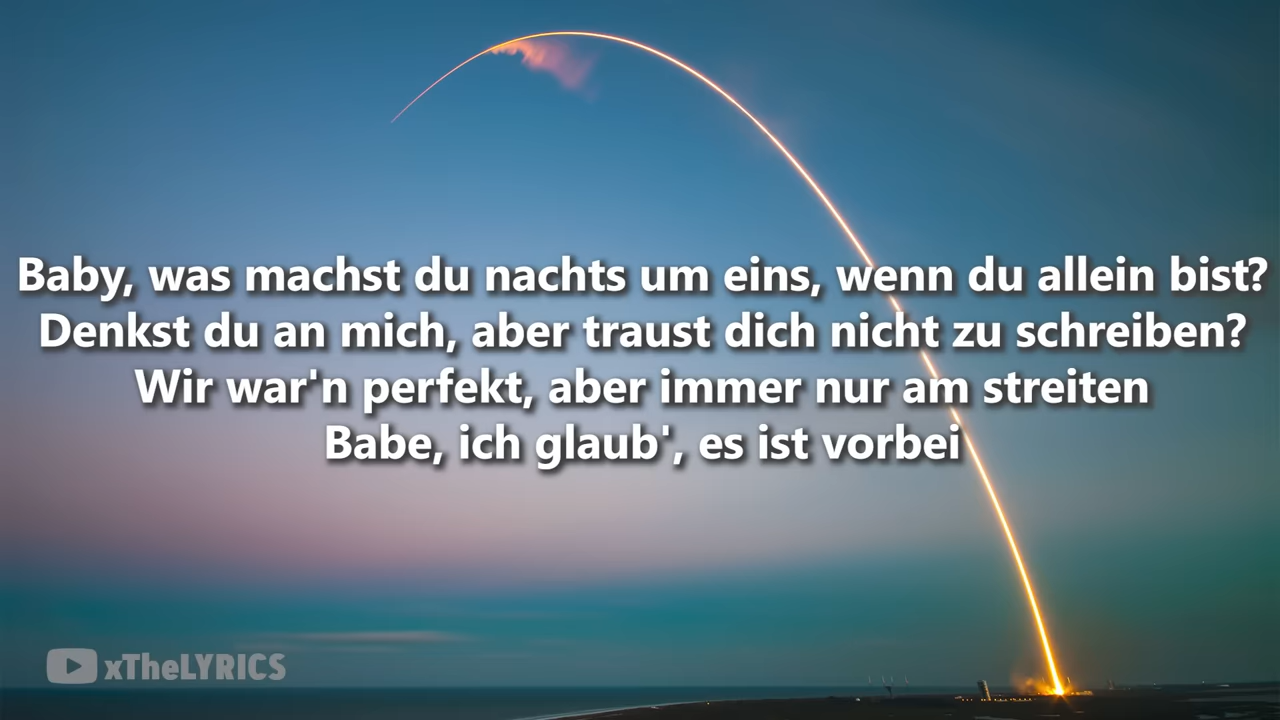 Baby, was machst du nachts um eins, wenn du allein bist?
Denkst du an mich, aber traust dich nicht zu schreiben?
Wir war'n perfekt, aber immer nur am streiten
Babe, ich glaub', es ist vorbei
xTheLYRICS